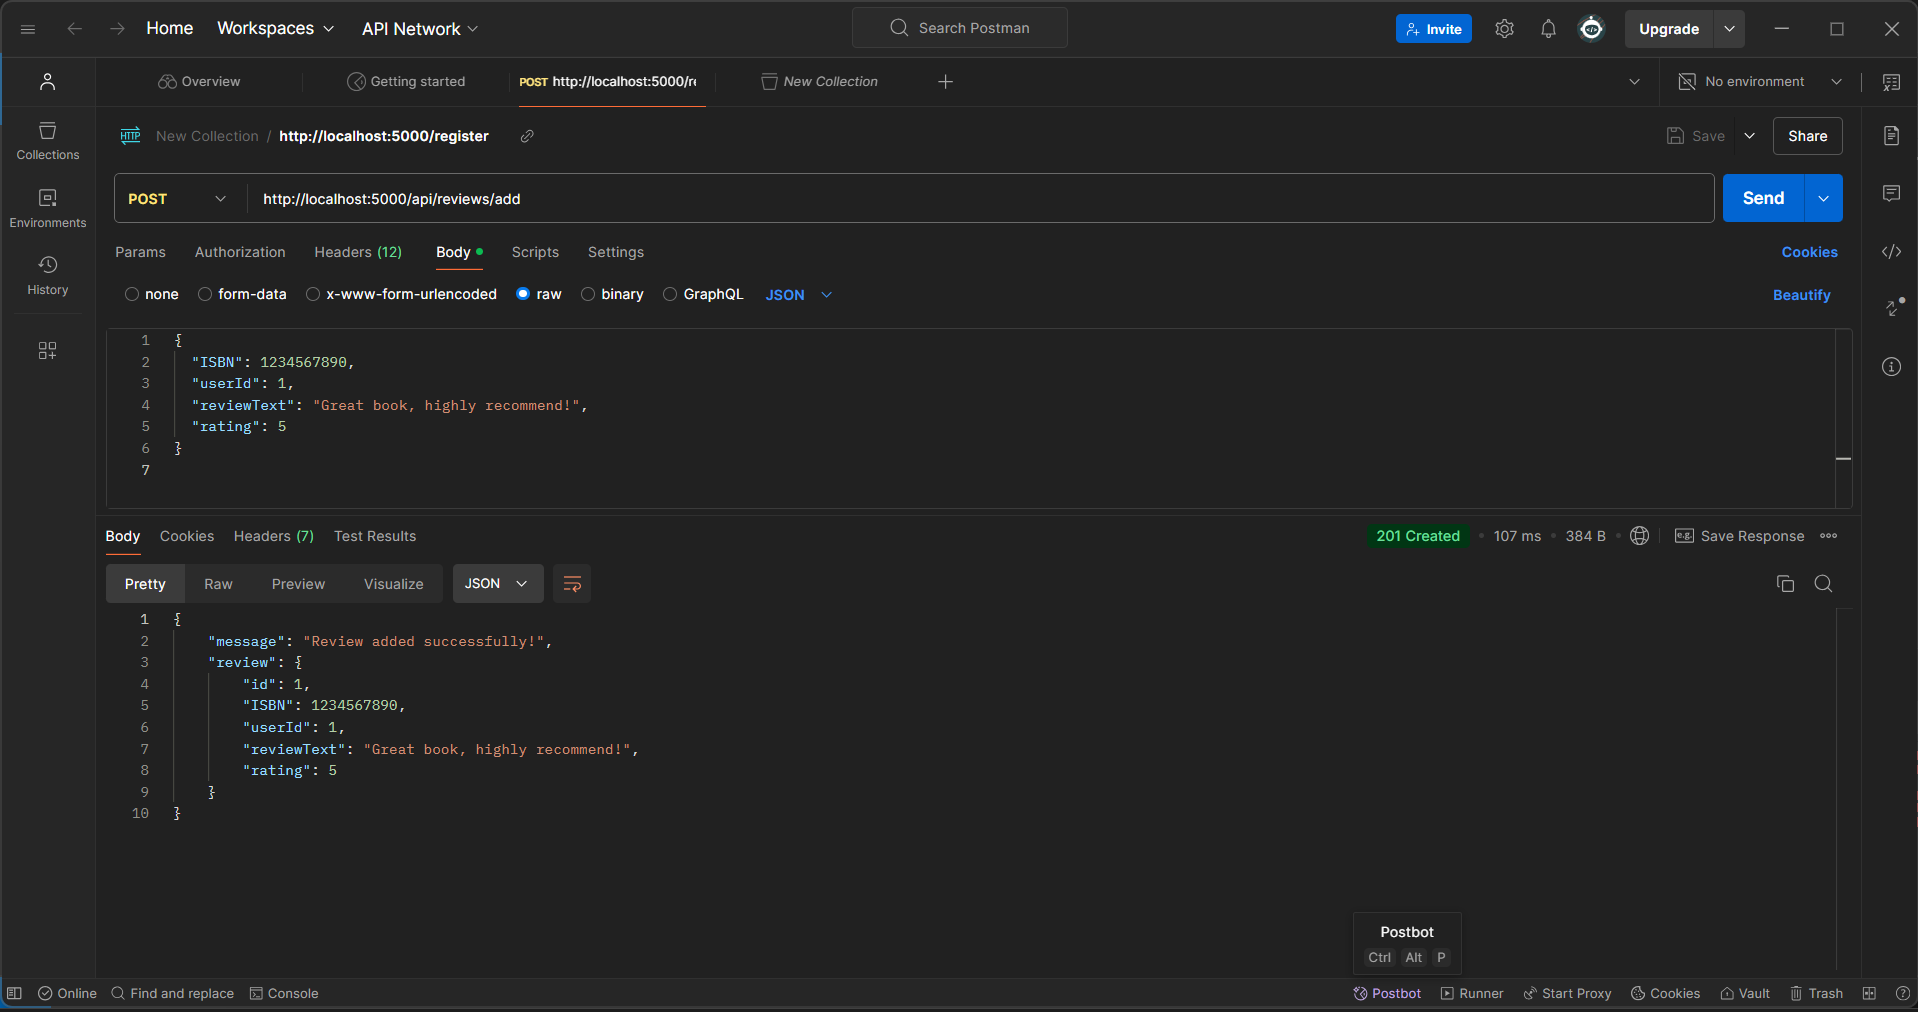 Home Workspaces API Network Search Postman Invite Upgrade
Overview Getting started POST http://localhost:5000/re New Collection No environment
New Collection / http://localhost:5000/register Save Share
Collections
POST http://localhost:5000/api/reviews/add Send
Environments
Params Authorization Headers (12) Body Scripts Settings Cookies
History
none form-data x-www-form-urlencoded raw binary GraphQL JSON Beautify
1 {
2 "ISBN": 1234567890,
3 "userId": 1,
4 "reviewText": "Great book, highly recommend!",
5 "rating": 5
6 }
7
Body Cookies Headers (7) Test Results 201 Created 107 ms 384 B e.g. Save Response
Pretty Raw Preview Visualize JSON
1 {
2 "message": "Review added successfully!",
3 "review": {
4 "id": 1,
5 "ISBN": 1234567890,
6 "userId": 1,
7 "reviewText": "Great book, highly recommend!",
8 "rating": 5
9 }
10 }
Postbot
Ctrl Alt P
Online Find and replace Console Postbot Runner Start Proxy Cookies Vault Trash